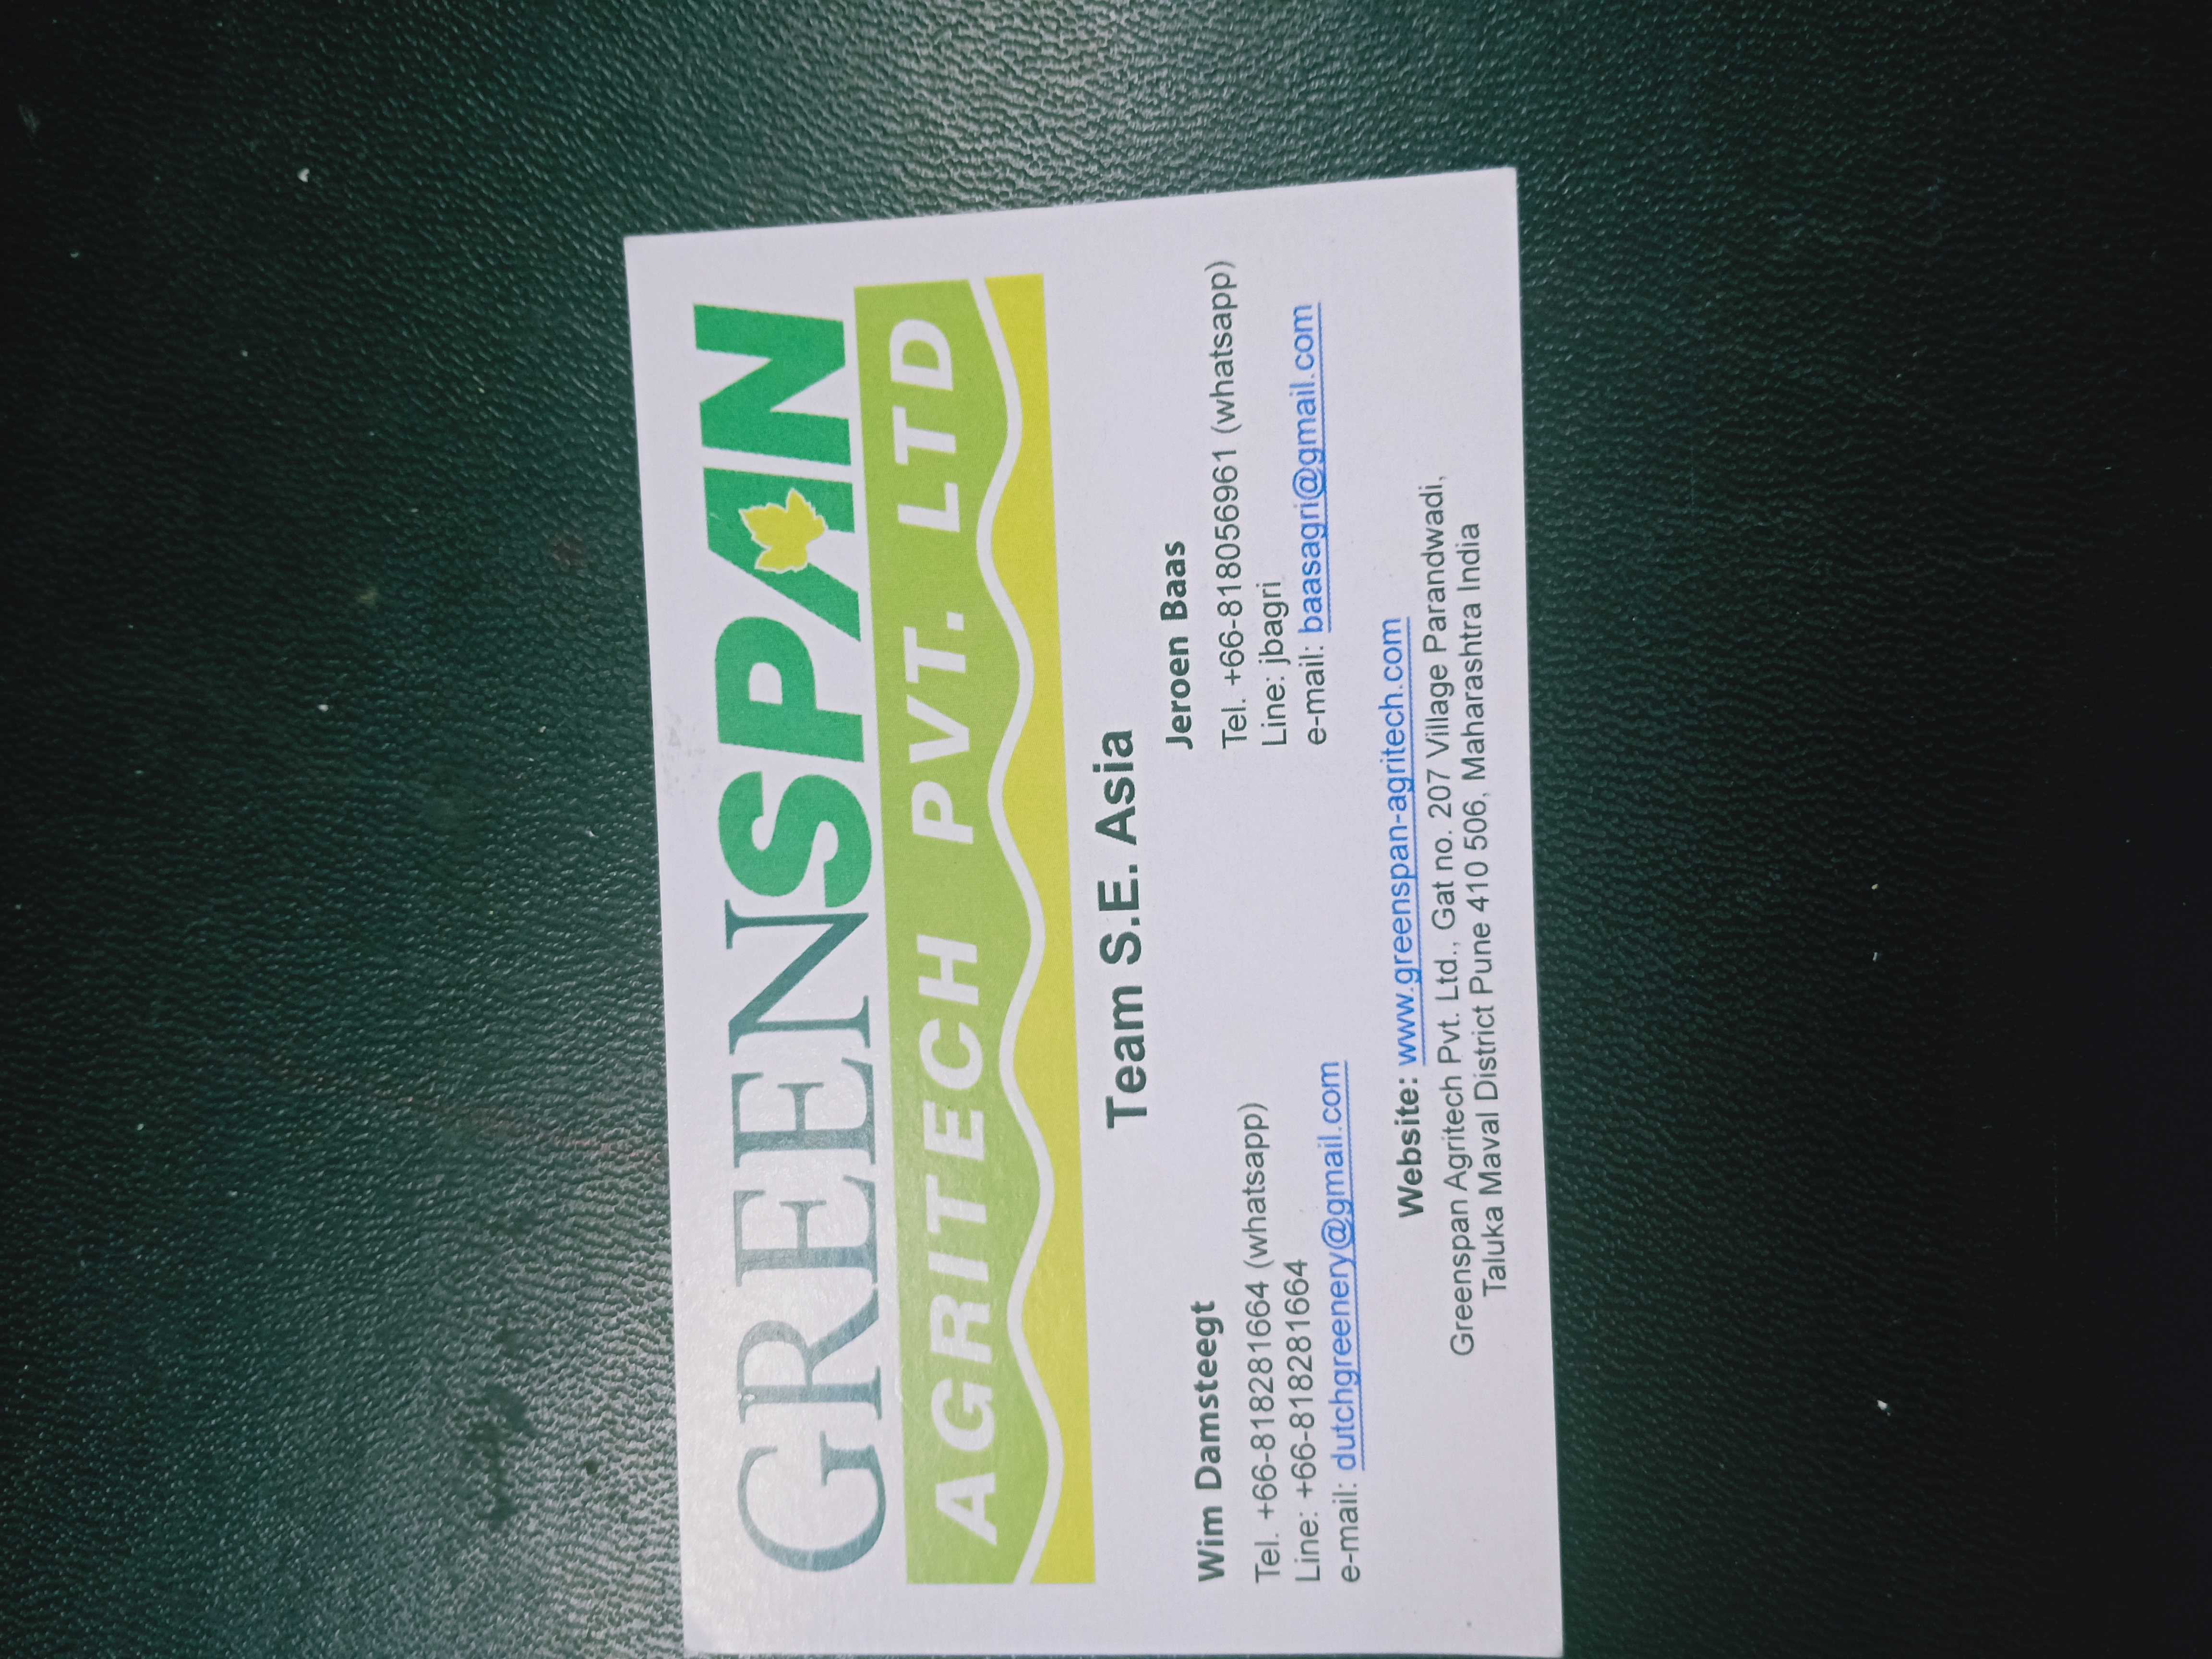 GREENSPAN
AGRITECH PVT. LTD
Team S.E. Asia
Wim Damsteegt
Tel. +66-818281664 (whatsapp)
Line: +66-818281664
e-mail: dutchgreenery@gmail.com
Jeroen Baas
Tel. +66-818056961 (whatsapp)
Line: jbagri
e-mail: baasagri@gmail.com
Website: www.greenspan-agritech.com
Greenspan Agritech Pvt. Ltd., Gat no. 207 Village Parandwadi,
Taluka Maval District Pune 410 506, Maharashtra India